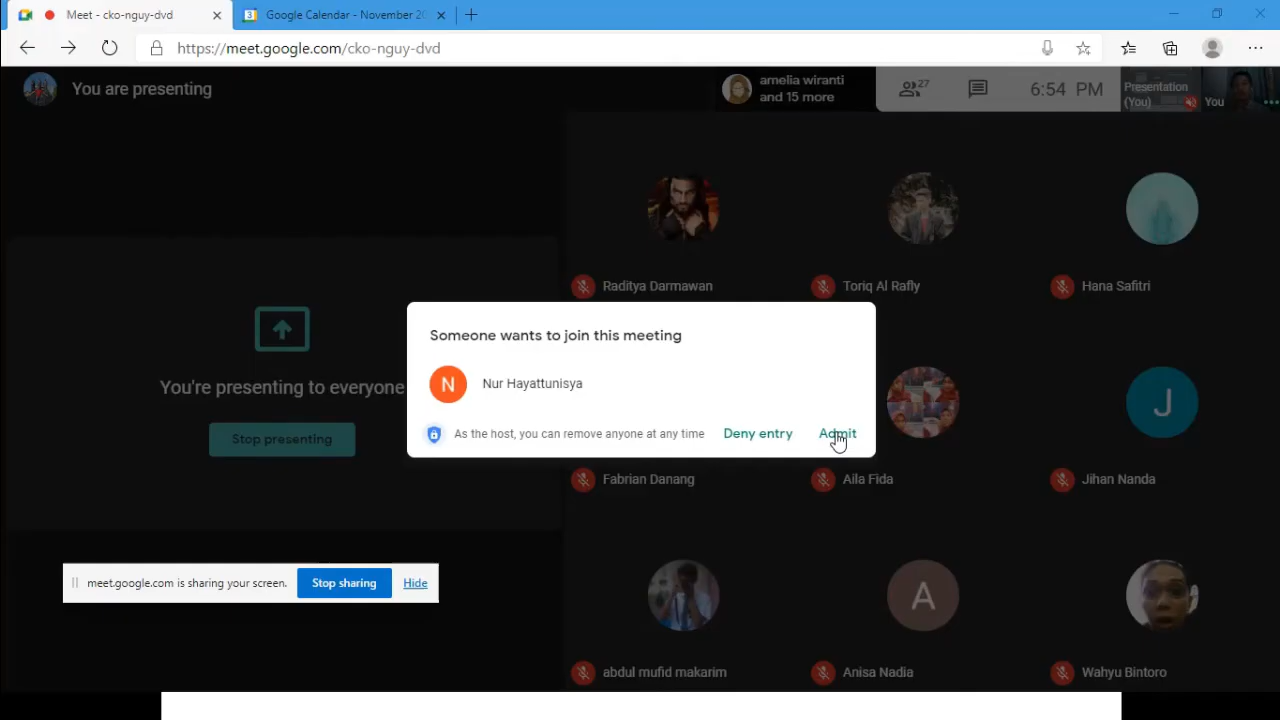 Meet - cko-nguy-dvd
Google Calendar - November 20
https://meet.google.com/cko-nguy-dvd
You are presenting
amelia wiranti
and 15 more
27
6:54 PM
Presentation
(You)
You
Raditya Darmawan
Toriq Al Rafly
Hana Safitri
Someone wants to join this meeting
N
Nur Hayattunisya
As the host, you can remove anyone at any time
Deny entry
Admit
You're presenting to everyone
Stop presenting
J
Fabrian Danang
Aila Fida
Jihan Nanda
meet.google.com is sharing your screen.
Stop sharing
Hide
A
abdul mufid makarim
Anisa Nadia
Wahyu Bintoro